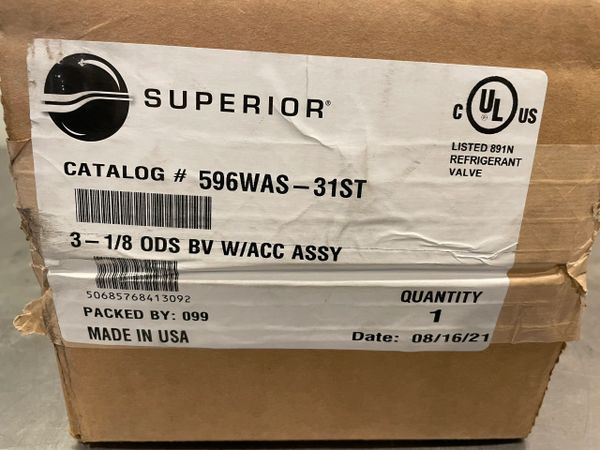 SUPERIOR®
C UL US
LISTED 891N
REFRIGERANT
VALVE
CATALOG # 596WAS-31ST
3-1/8 ODS BV W/ACC ASSY
50685768413092
PACKED BY: 099
MADE IN USA
QUANTITY
1
Date: 08/16/21